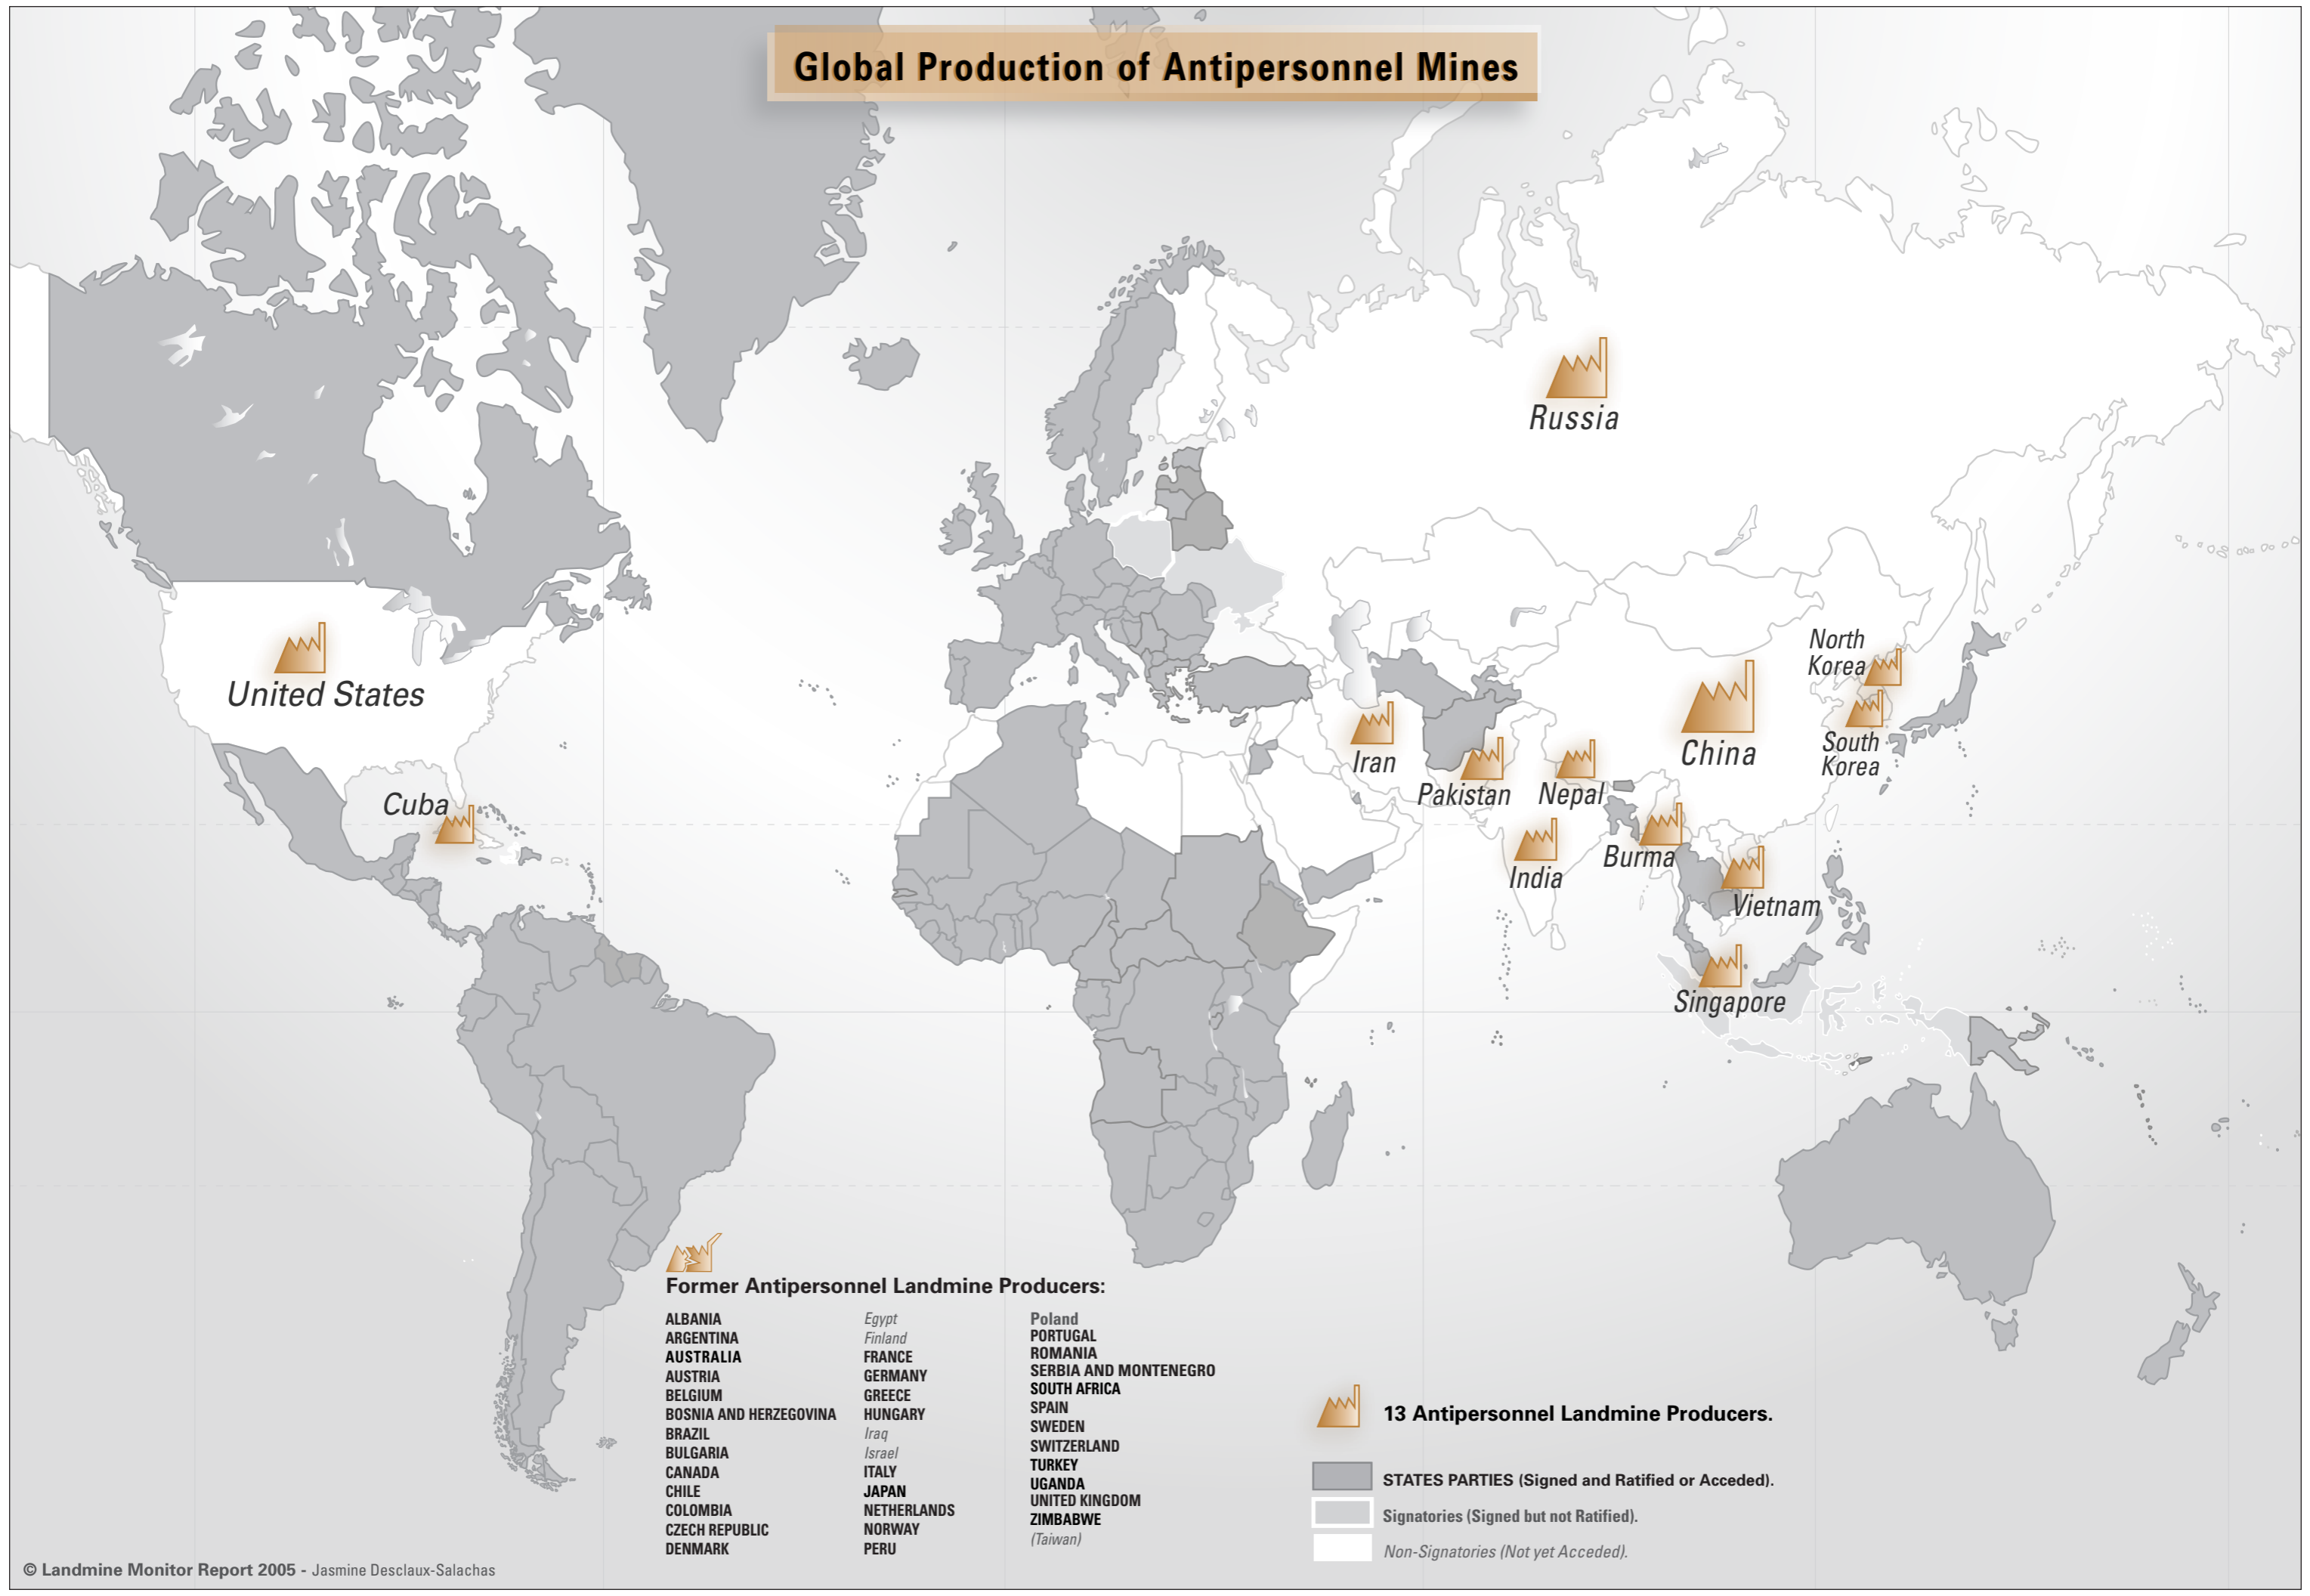 Global Production of Antipersonnel Mines
Russia
United States
North
Korea
China
South
Korea
Iran
Pakistan
Nepal
Cuba
Burma
India
Vietnam
Singapore
Former Antipersonnel Landmine Producers:
ALBANIA
ARGENTINA
AUSTRALIA
AUSTRIA
BELGIUM
BOSNIA AND HERZEGOVINA
BRAZIL
BULGARIA
CANADA
CHILE
COLOMBIA
CZECH REPUBLIC
DENMARK
Egypt
Finland
FRANCE
GERMANY
GREECE
HUNGARY
Iraq
Israel
ITALY
JAPAN
NETHERLANDS
NORWAY
PERU
Poland
PORTUGAL
ROMANIA
SERBIA AND MONTENEGRO
SOUTH AFRICA
SPAIN
SWEDEN
SWITZERLAND
TURKEY
UGANDA
UNITED KINGDOM
ZIMBABWE
(Taiwan)
13 Antipersonnel Landmine Producers.
STATES PARTIES (Signed and Ratified or Acceded).
Signatories (Signed but not Ratified).
Non-Signatories (Not yet Acceded).
© Landmine Monitor Report 2005 - Jasmine Desclaux-Salachas